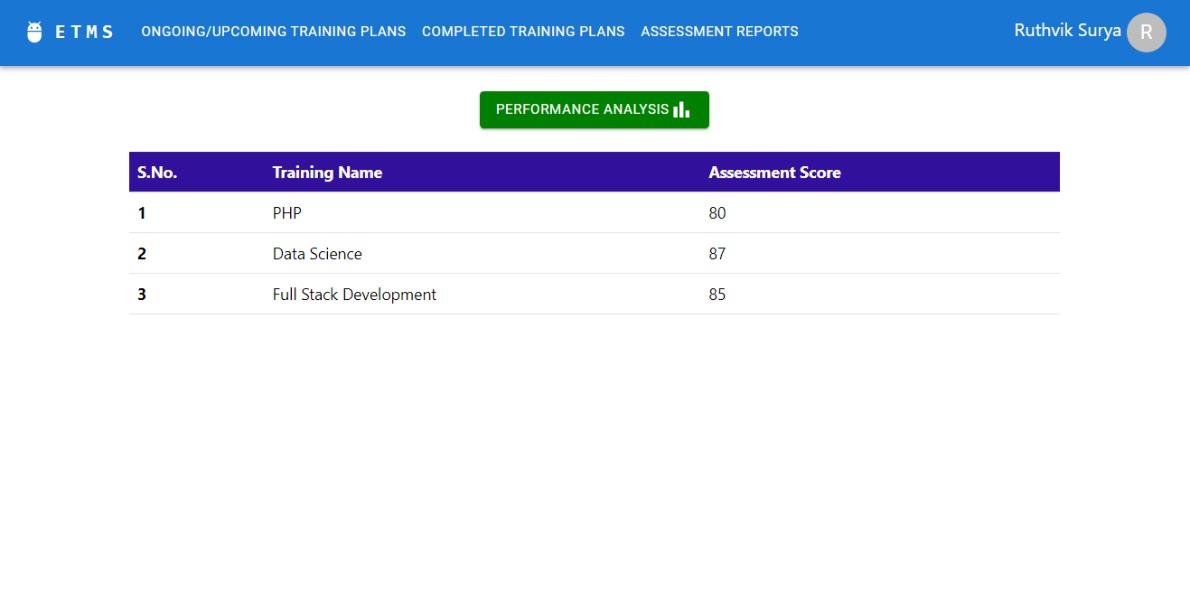 ETMS ONGOING/UPCOMING TRAINING PLANS COMPLETED TRAINING PLANS ASSESSMENT REPORTS Ruthvik Surya R
PERFORMANCE ANALYSIS
S.No. Training Name Assessment Score
1 PHP 80
2 Data Science 87
3 Full Stack Development 85